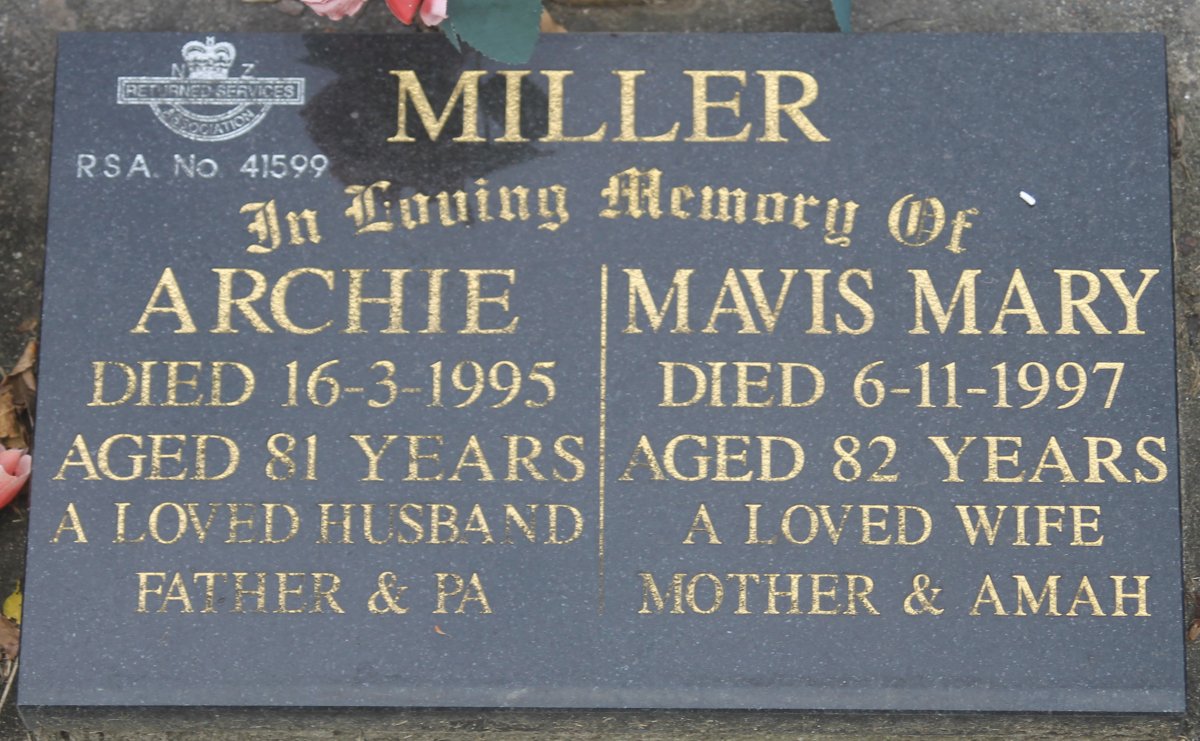 N Z
RETURNED SERVICES
ASSOCIATION
R.S.A. No. 41599
MILLER
In Loving Memory Of
ARCHIE
DIED 16-3-1995
AGED 81 YEARS
A LOVED HUSBAND
FATHER & PA
MAVIS MARY
DIED 6-11-1997
AGED 82 YEARS
A LOVED WIFE
MOTHER & AMAH